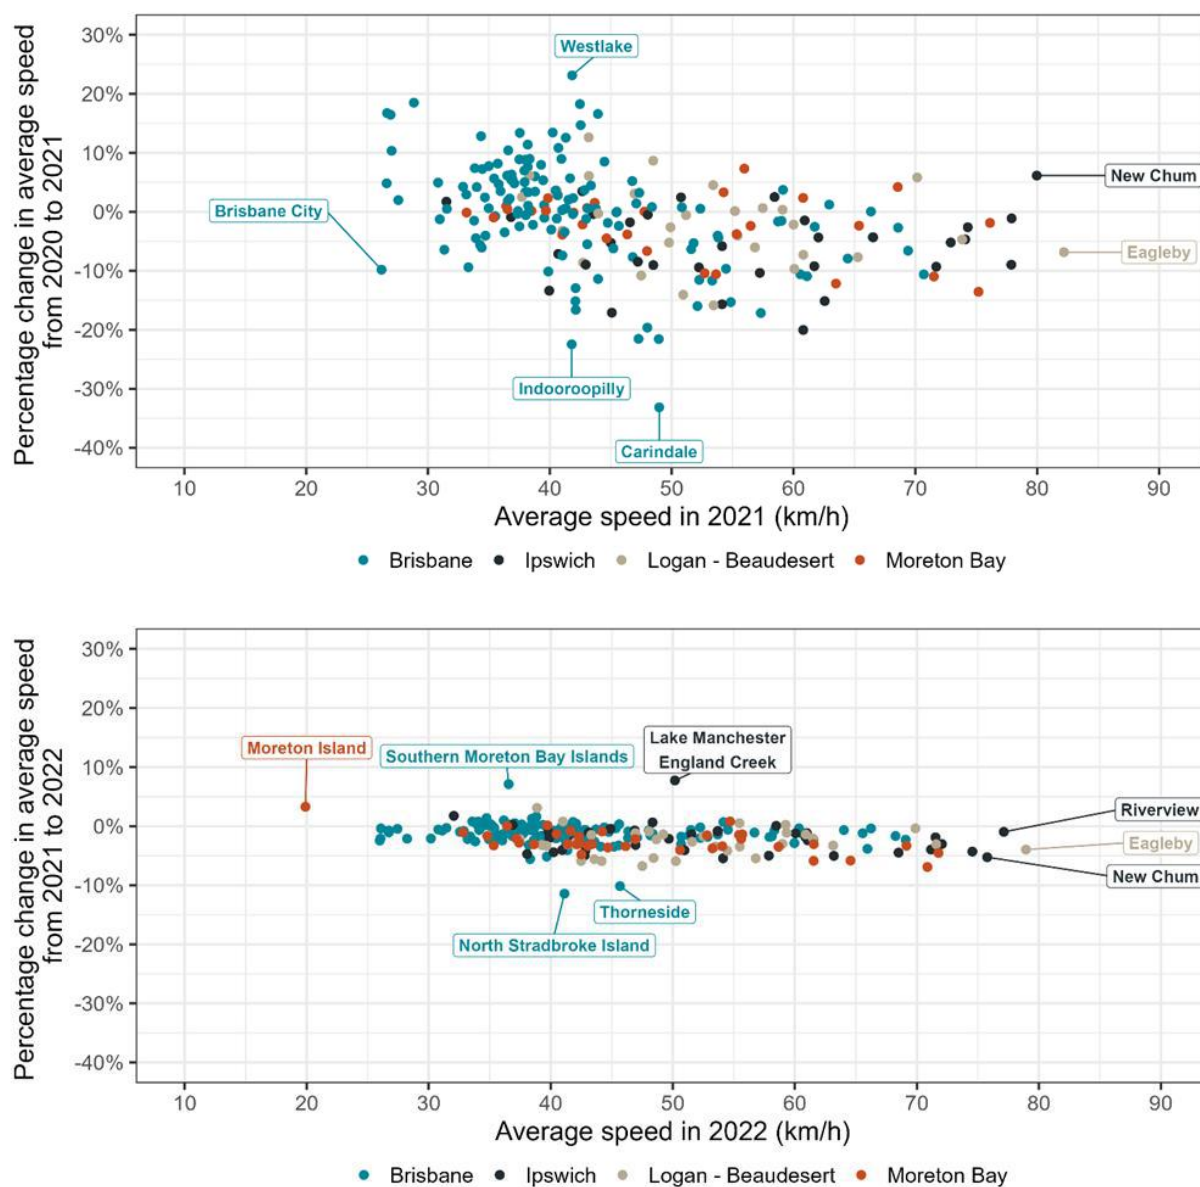 Percentage change in average speed
from 2020 to 2021
30%
20%
10%
0%
-10%
-20%
-30%
-40%
Westlake
New Chum
Brisbane City
Eagleby
Indooroopilly
Carindale
10 20 30 40 50 60 70 80 90
Average speed in 2021 (km/h)
Brisbane Ipswich Logan - Beaudesert Moreton Bay
Percentage change in average speed
from 2021 to 2022
30%
20%
10%
0%
-10%
-20%
-30%
-40%
Moreton Island
Southern Moreton Bay Islands
Lake Manchester
England Creek
Riverview
Eagleby
New Chum
Thorneside
North Stradbroke Island
10 20 30 40 50 60 70 80 90
Average speed in 2022 (km/h)
Brisbane Ipswich Logan - Beaudesert Moreton Bay